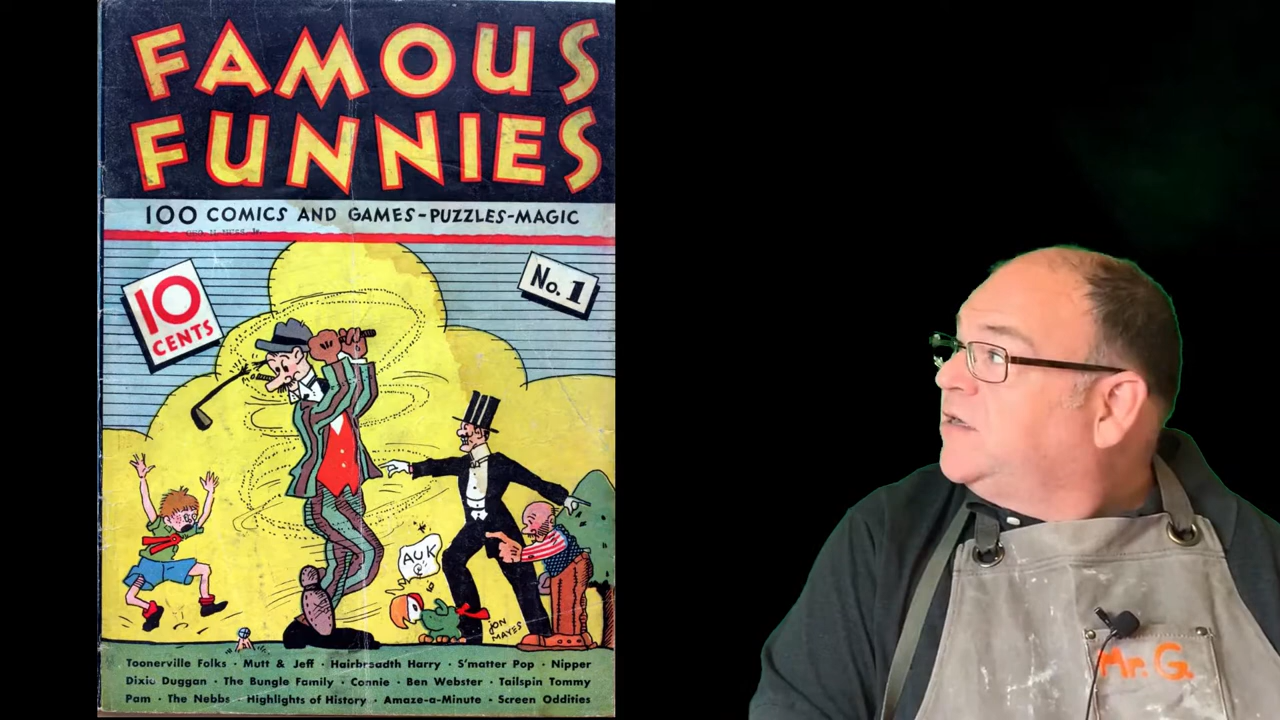 FAMOUS
FUNNIES
100 COMICS AND GAMES-PUZZLES-MAGIC
10
CENTS
No. 1
AUK
JON
MAYES
Toonerville Folks · Mutt & Jeff · Hairbreadth Harry · S'matter Pop · Nipper
Dixie Duggan · The Bungle Family · Connie · Ben Webster · Tailspin Tommy
Pam · The Nebbs · Highlights of History · Amaze-a-Minute · Screen Oddities
Mr. G.